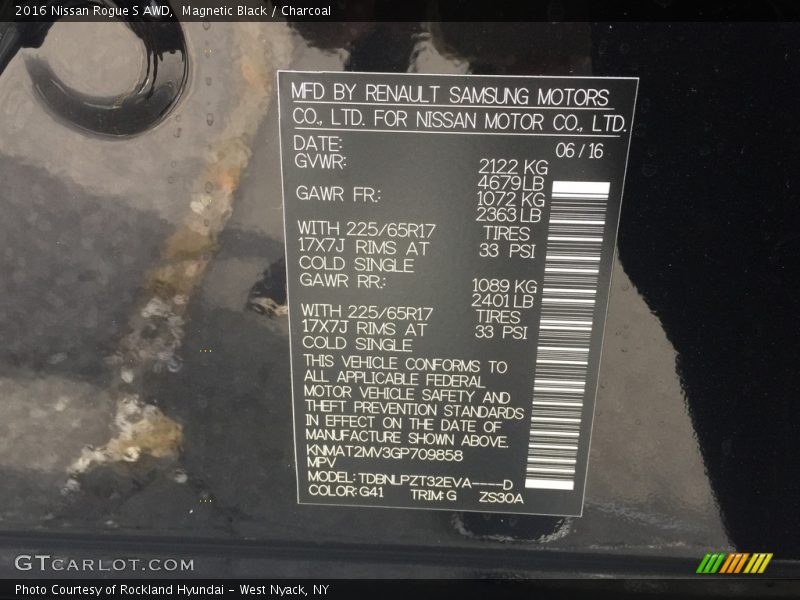 2016 Nissan Rogue S AWD, Magnetic Black / Charcoal
MFD BY RENAULT SAMSUNG MOTORS
CO., LTD. FOR NISSAN MOTOR CO., LTD.
DATE: 06 / 16
GVWR: 2122 KG
4679 LB
GAWR FR: 1072 KG
2363 LB
WITH 225/65R17 TIRES
17X7J RIMS AT 33 PSI
COLD SINGLE
GAWR RR: 1089 KG
2401 LB
WITH 225/65R17 TIRES
17X7J RIMS AT 33 PSI
COLD SINGLE
THIS VEHICLE CONFORMS TO
ALL APPLICABLE FEDERAL
MOTOR VEHICLE SAFETY AND
THEFT PREVENTION STANDARDS
IN EFFECT ON THE DATE OF
MANUFACTURE SHOWN ABOVE.
KNMAT2MV3GP709858
MPV
MODEL: TDBNLPZT32EVA----D
COLOR: G41 TRIM: G ZS30A
GTCARLOT.COM
Photo Courtesy of Rockland Hyundai - West Nyack, NY